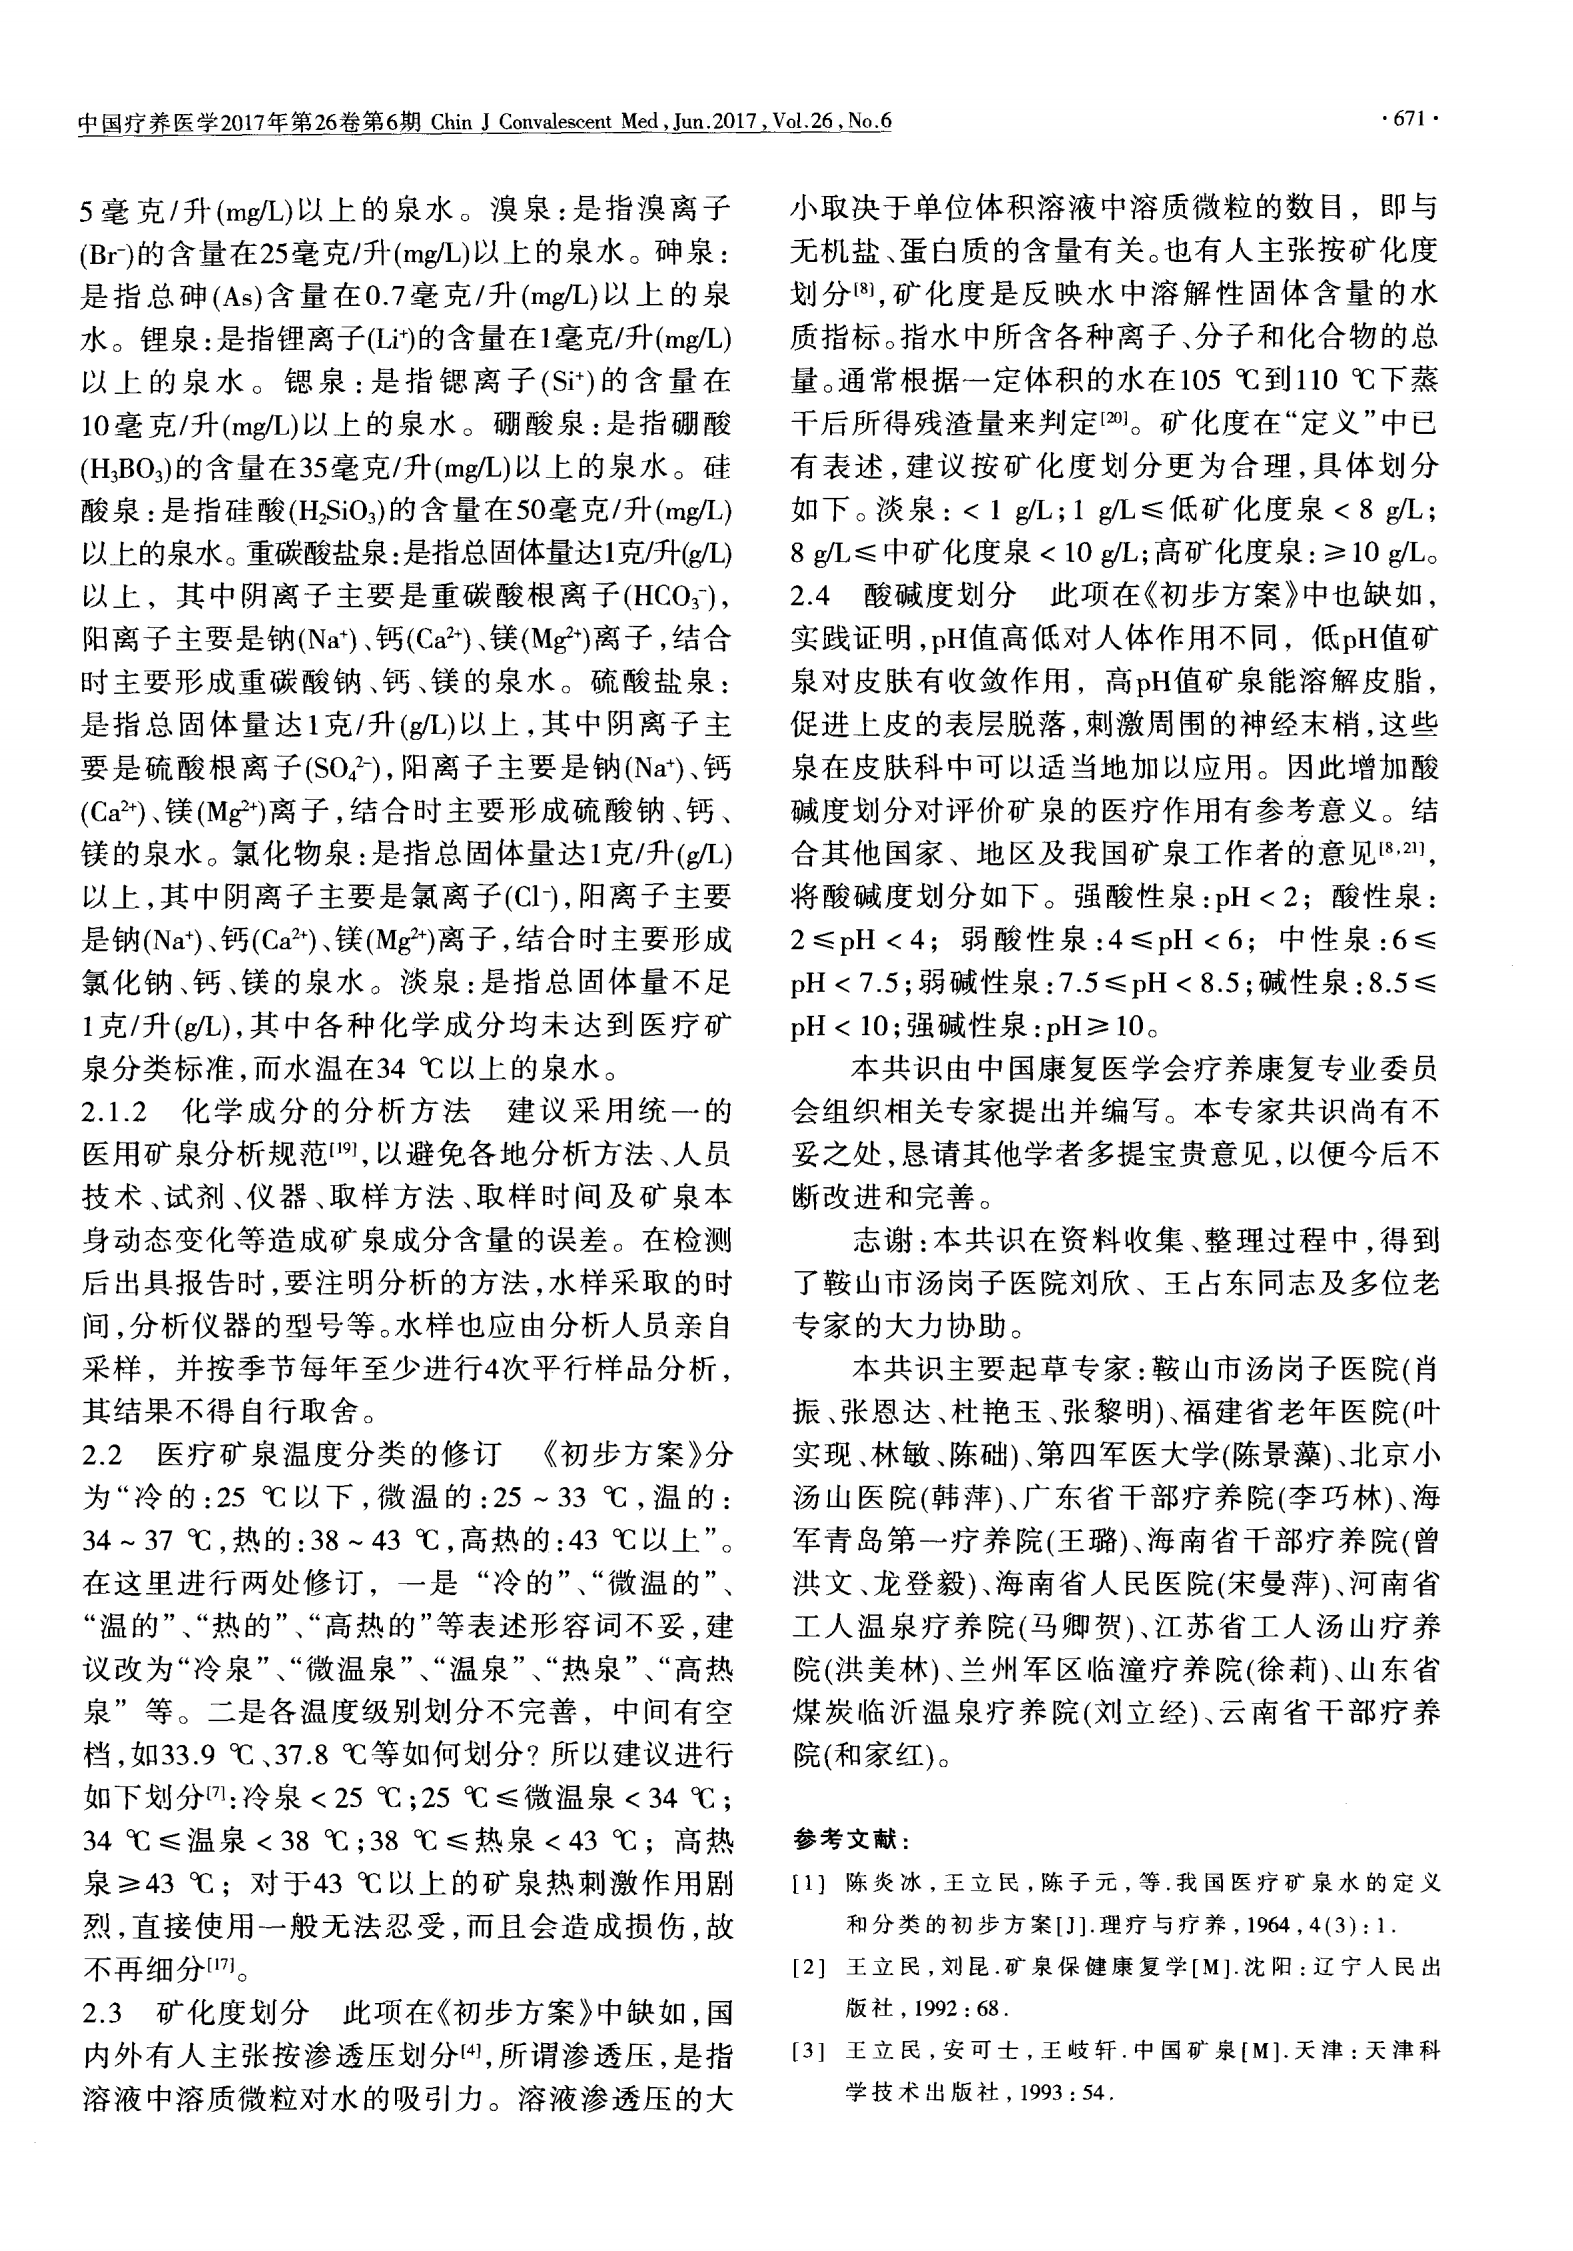 中国疗养医学2017年第26卷第6期 Chin J Convalescent Med,Jun.2017,Vol.26,No.6
·671·
5毫克/升(mg/L)以上的泉水。溴泉:是指溴离子
(Br⁻)的含量在25毫克/升(mg/L)以上的泉水。砷泉:
是指总砷(As)含量在0.7毫克/升(mg/L)以上的泉
水。锂泉:是指锂离子(Li⁺)的含量在1毫克/升(mg/L)
以上的泉水。锶泉:是指锶离子(Si⁺)的含量在
10毫克/升(mg/L)以上的泉水。硼酸泉:是指硼酸
(H₃BO₃)的含量在35毫克/升(mg/L)以上的泉水。硅
酸泉:是指硅酸(H₂SiO₃)的含量在50毫克/升(mg/L)
以上的泉水。重碳酸盐泉:是指总固体量达1克/升(g/L)
以上,其中阴离子主要是重碳酸根离子(HCO₃⁻),
阳离子主要是钠(Na⁺)、钙(Ca²⁺)、镁(Mg²⁺)离子,结合
时主要形成重碳酸钠、钙、镁的泉水。硫酸盐泉:
是指总固体量达1克/升(g/L)以上,其中阴离子主
要是硫酸根离子(SO₄²⁻),阳离子主要是钠(Na⁺)、钙
(Ca²⁺)、镁(Mg²⁺)离子,结合时主要形成硫酸钠、钙、
镁的泉水。氯化物泉:是指总固体量达1克/升(g/L)
以上,其中阴离子主要是氯离子(Cl⁻),阳离子主要
是钠(Na⁺)、钙(Ca²⁺)、镁(Mg²⁺)离子,结合时主要形成
氯化钠、钙、镁的泉水。淡泉:是指总固体量不足
1克/升(g/L),其中各种化学成分均未达到医疗矿
泉分类标准,而水温在34 ℃以上的泉水。
2.1.2 化学成分的分析方法 建议采用统一的
医用矿泉分析规范[19],以避免各地分析方法、人员
技术、试剂、仪器、取样方法、取样时间及矿泉本
身动态变化等造成矿泉成分含量的误差。在检测
后出具报告时,要注明分析的方法,水样采取的时
间,分析仪器的型号等。水样也应由分析人员亲自
采样,并按季节每年至少进行4次平行样品分析,
其结果不得自行取舍。
2.2 医疗矿泉温度分类的修订 《初步方案》分
为“冷的:25 ℃以下,微温的:25~33 ℃,温的:
34~37 ℃,热的:38~43 ℃,高热的:43 ℃以上”。
在这里进行两处修订,一是“冷的”、“微温的”、
“温的”、“热的”、“高热的”等表述形容词不妥,建
议改为“冷泉”、“微温泉”、“温泉”、“热泉”、“高热
泉”等。二是各温度级别划分不完善,中间有空
档,如33.9 ℃、37.8 ℃等如何划分?所以建议进行
如下划分[7]:冷泉<25 ℃;25 ℃≤微温泉<34 ℃;
34 ℃≤温泉<38 ℃;38 ℃≤热泉<43 ℃;高热
泉≥43 ℃;对于43 ℃以上的矿泉热刺激作用剧
烈,直接使用一般无法忍受,而且会造成损伤,故
不再细分[17]。
2.3 矿化度划分 此项在《初步方案》中缺如,国
内外有人主张按渗透压划分[4],所谓渗透压,是指
溶液中溶质微粒对水的吸引力。溶液渗透压的大
小取决于单位体积溶液中溶质微粒的数目,即与
无机盐、蛋白质的含量有关。也有人主张按矿化度
划分[8],矿化度是反映水中溶解性固体含量的水
质指标。指水中所含各种离子、分子和化合物的总
量。通常根据一定体积的水在105 ℃到110 ℃下蒸
干后所得残渣量来判定[20]。矿化度在“定义”中已
有表述,建议按矿化度划分更为合理,具体划分
如下。淡泉:<1 g/L;1 g/L≤低矿化度泉<8 g/L;
8 g/L≤中矿化度泉<10 g/L;高矿化度泉:≥10 g/L。
2.4 酸碱度划分 此项在《初步方案》中也缺如,
实践证明,pH值高低对人体作用不同,低pH值矿
泉对皮肤有收敛作用,高pH值矿泉能溶解皮脂,
促进上皮的表层脱落,刺激周围的神经末梢,这些
泉在皮肤科中可以适当地加以应用。因此增加酸
碱度划分对评价矿泉的医疗作用有参考意义。结
合其他国家、地区及我国矿泉工作者的意见[8,21],
将酸碱度划分如下。强酸性泉:pH<2;酸性泉:
2≤pH<4;弱酸性泉:4≤pH<6;中性泉:6≤
pH<7.5;弱碱性泉:7.5≤pH<8.5;碱性泉:8.5≤
pH<10;强碱性泉:pH≥10。
本共识由中国康复医学会疗养康复专业委员
会组织相关专家提出并编写。本专家共识尚有不
妥之处,恳请其他学者多提宝贵意见,以便今后不
断改进和完善。
志谢:本共识在资料收集、整理过程中,得到
了鞍山市汤岗子医院刘欣、王占东同志及多位老
专家的大力协助。
本共识主要起草专家:鞍山市汤岗子医院(肖
振、张恩达、杜艳玉、张黎明)、福建省老年医院(叶
实现、林敏、陈础)、第四军医大学(陈景藻)、北京小
汤山医院(韩萍)、广东省干部疗养院(李巧林)、海
军青岛第一疗养院(王璐)、海南省干部疗养院(曾
洪文、龙登毅)、海南省人民医院(宋曼萍)、河南省
工人温泉疗养院(马卿贺)、江苏省工人汤山疗养
院(洪美林)、兰州军区临潼疗养院(徐莉)、山东省
煤炭临沂温泉疗养院(刘立经)、云南省干部疗养
院(和家红)。
参考文献:
[1] 陈炎冰,王立民,陈子元,等.我国医疗矿泉水的定义
和分类的初步方案[J].理疗与疗养,1964,4(3):1.
[2] 王立民,刘昆.矿泉保健康复学[M].沈阳:辽宁人民出
版社,1992:68.
[3] 王立民,安可士,王岐轩.中国矿泉[M].天津:天津科
学技术出版社,1993:54.